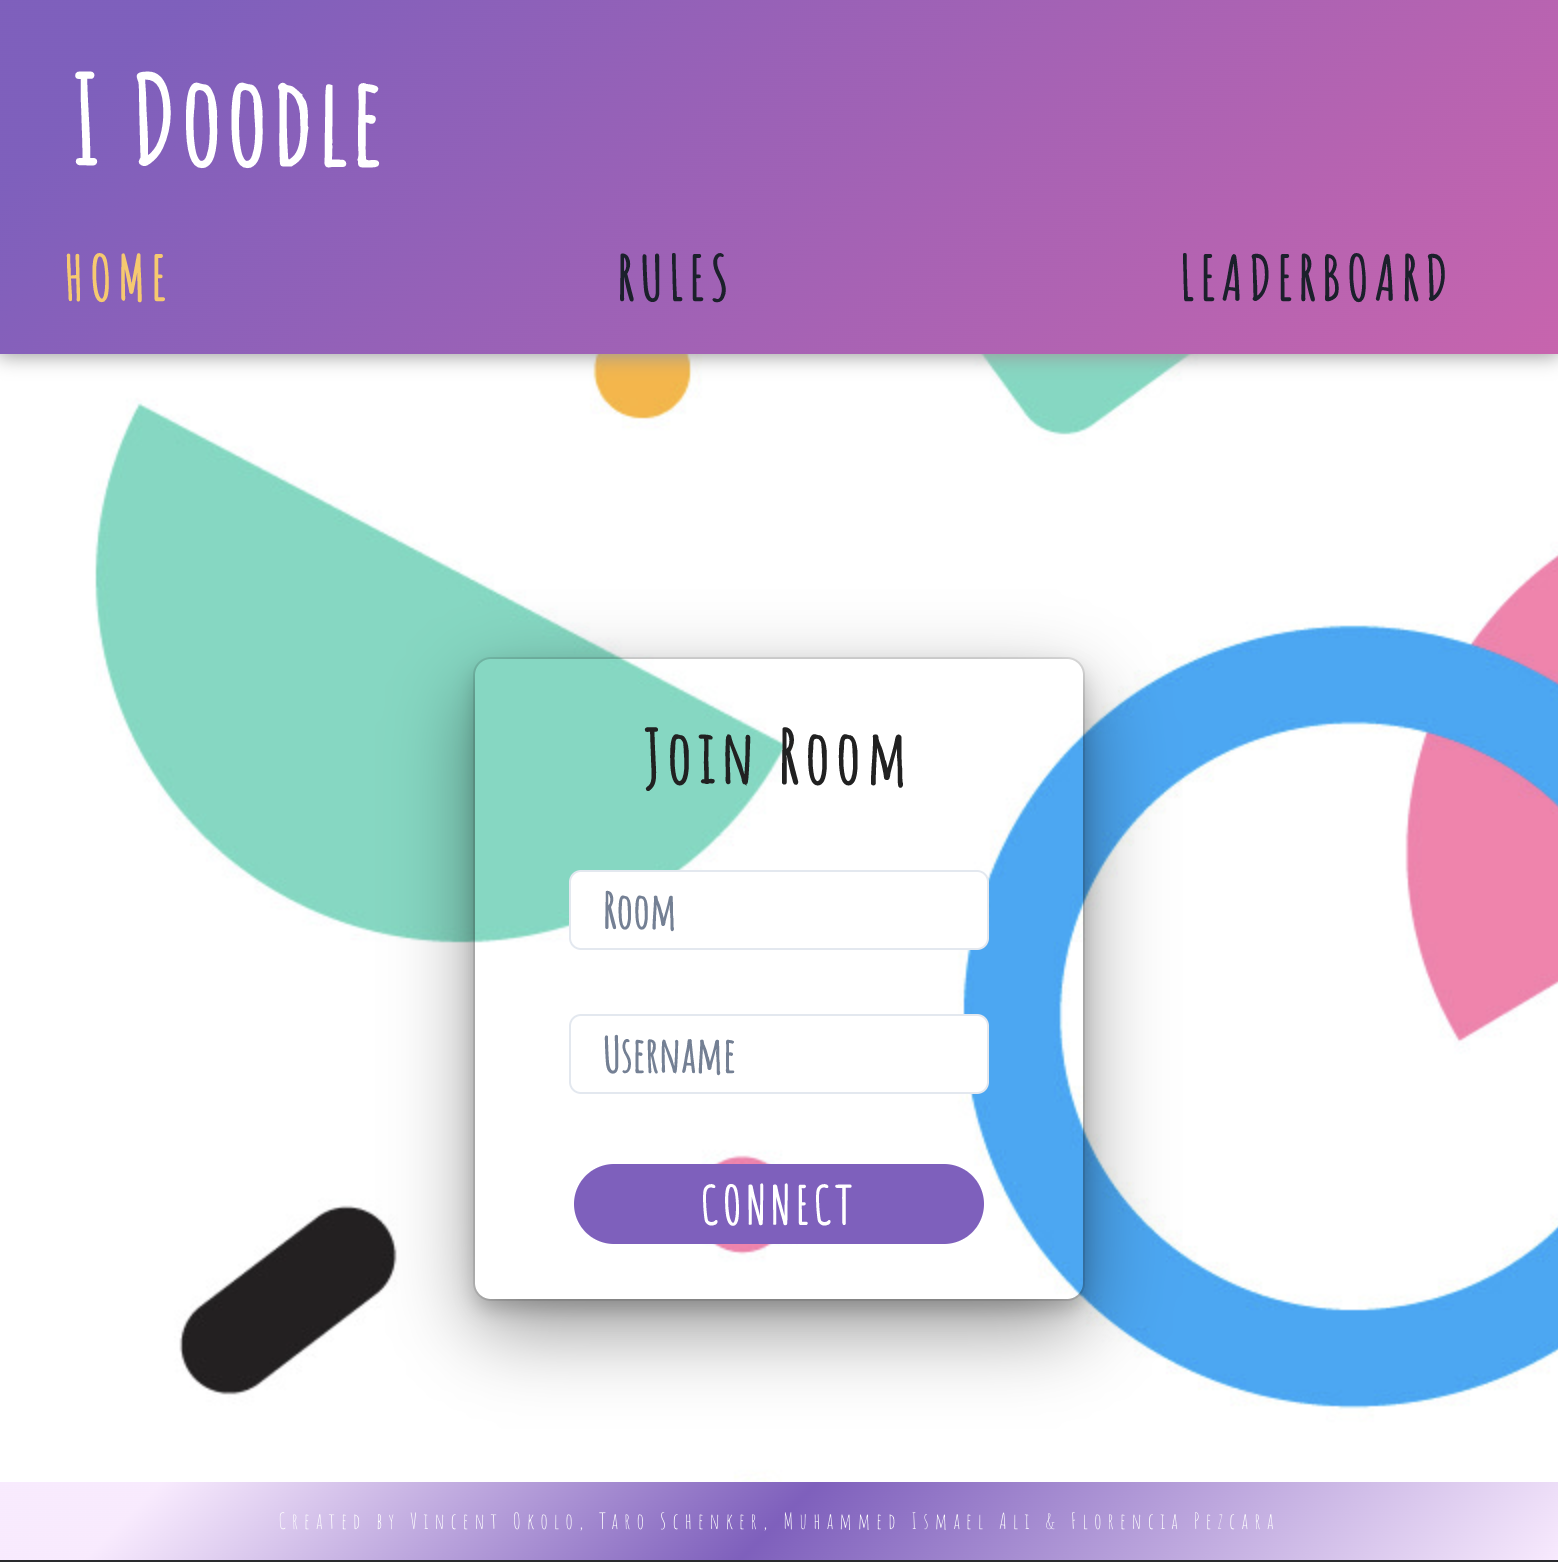 I Doodle
HOME RULES LEADERBOARD
Join Room
Room
Username
CONNECT
Created by Vincent Okolo, Taro Schenker, Muhammed Ismael Ali & Florencia Pezcara